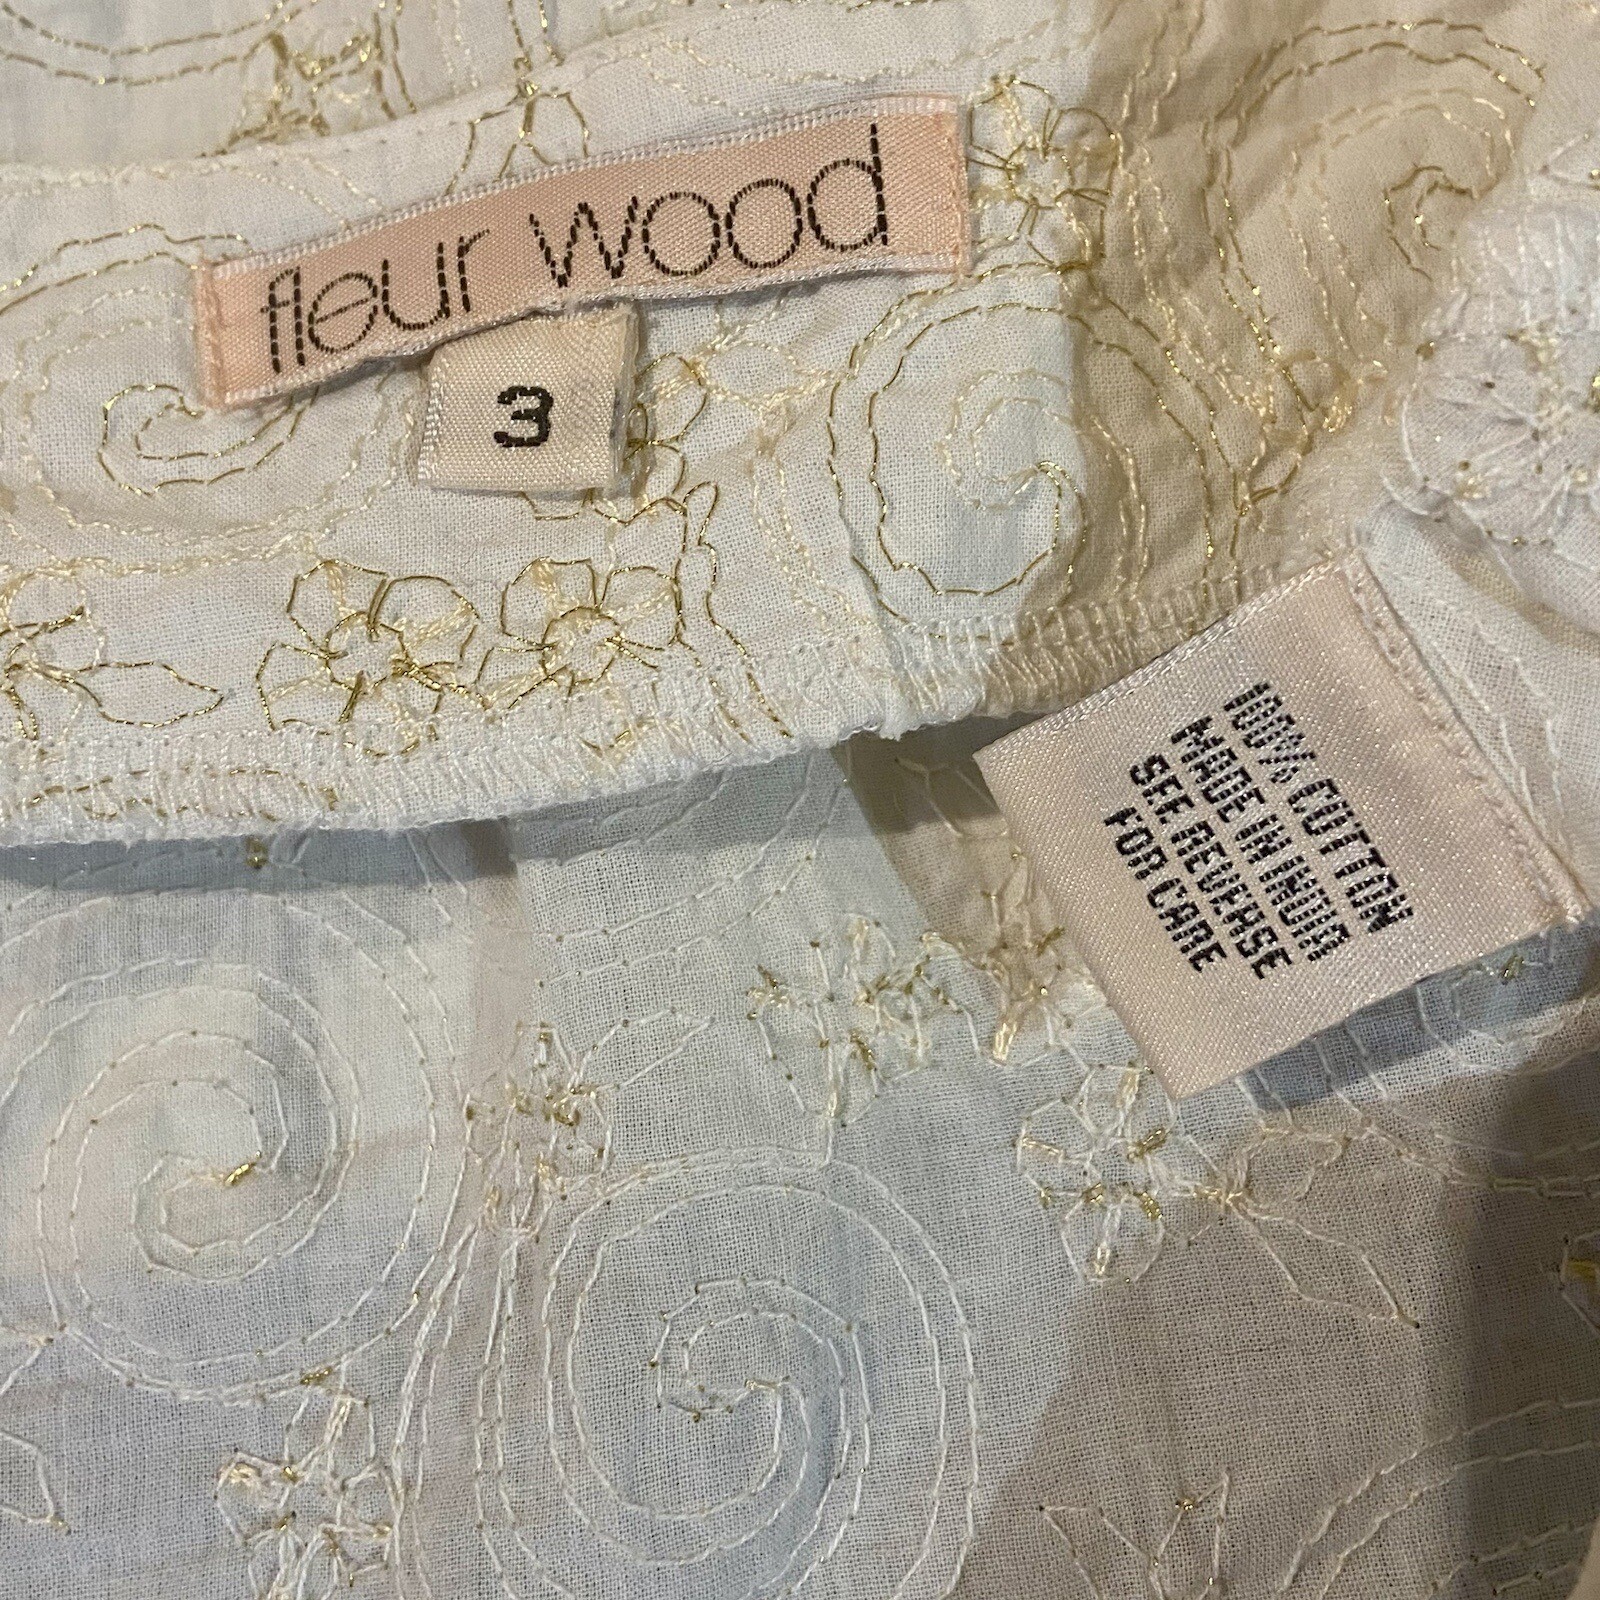 fleur wood
3
100% COTTON
MADE IN INDIA
SEE REVERSE
FOR CARE